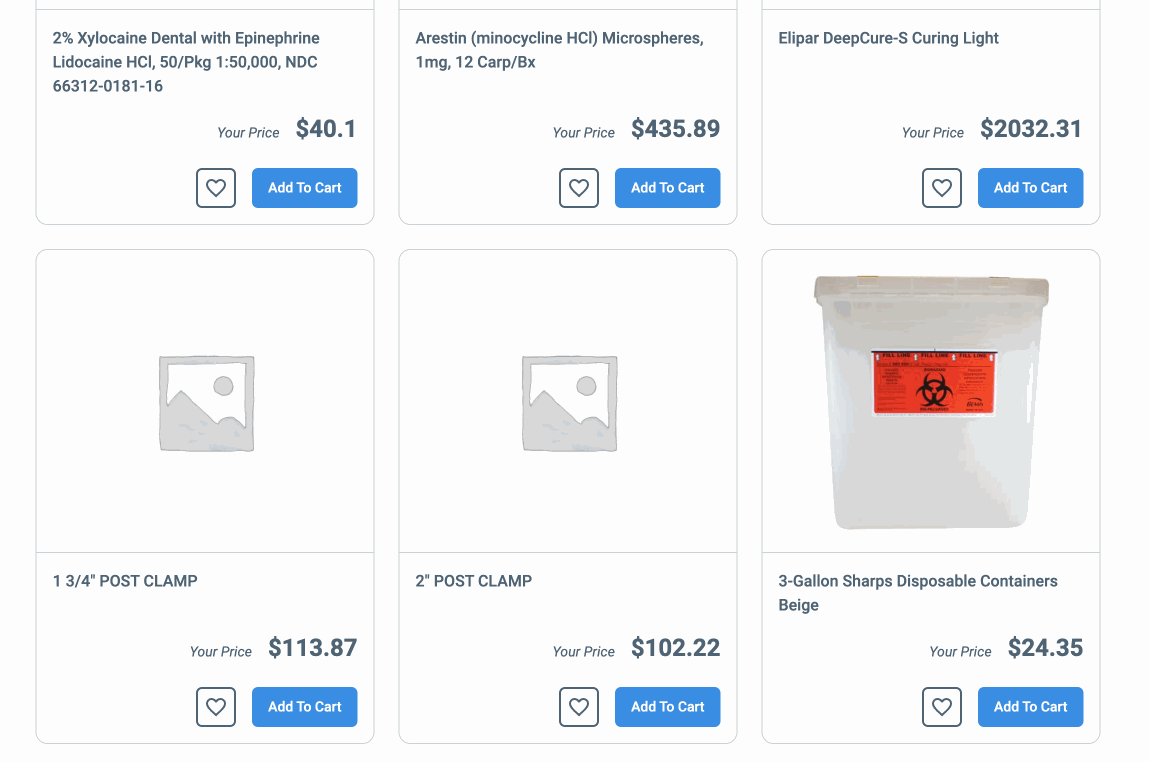 2% Xylocaine Dental with Epinephrine
Lidocaine HCl, 50/Pkg 1:50,000, NDC
66312-0181-16
Your Price $40.1
Add To Cart
Arestin (minocycline HCl) Microspheres,
1mg, 12 Carp/Bx
Your Price $435.89
Add To Cart
Elipar DeepCure-S Curing Light
Your Price $2032.31
Add To Cart
1 3/4" POST CLAMP
Your Price $113.87
Add To Cart
2" POST CLAMP
Your Price $102.22
Add To Cart
FILL LINE FILL LINE FILL LINE
3-Gallon Sharps Disposable Containers
Beige
Your Price $24.35
Add To Cart